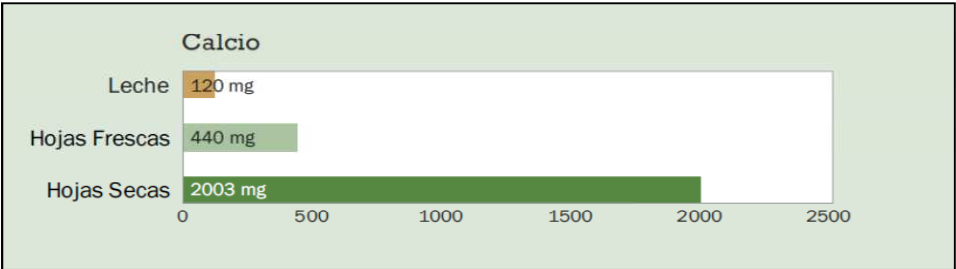 Calcio
Leche 120 mg
Hojas Frescas 440 mg
Hojas Secas 2003 mg
0 500 1000 1500 2000 2500